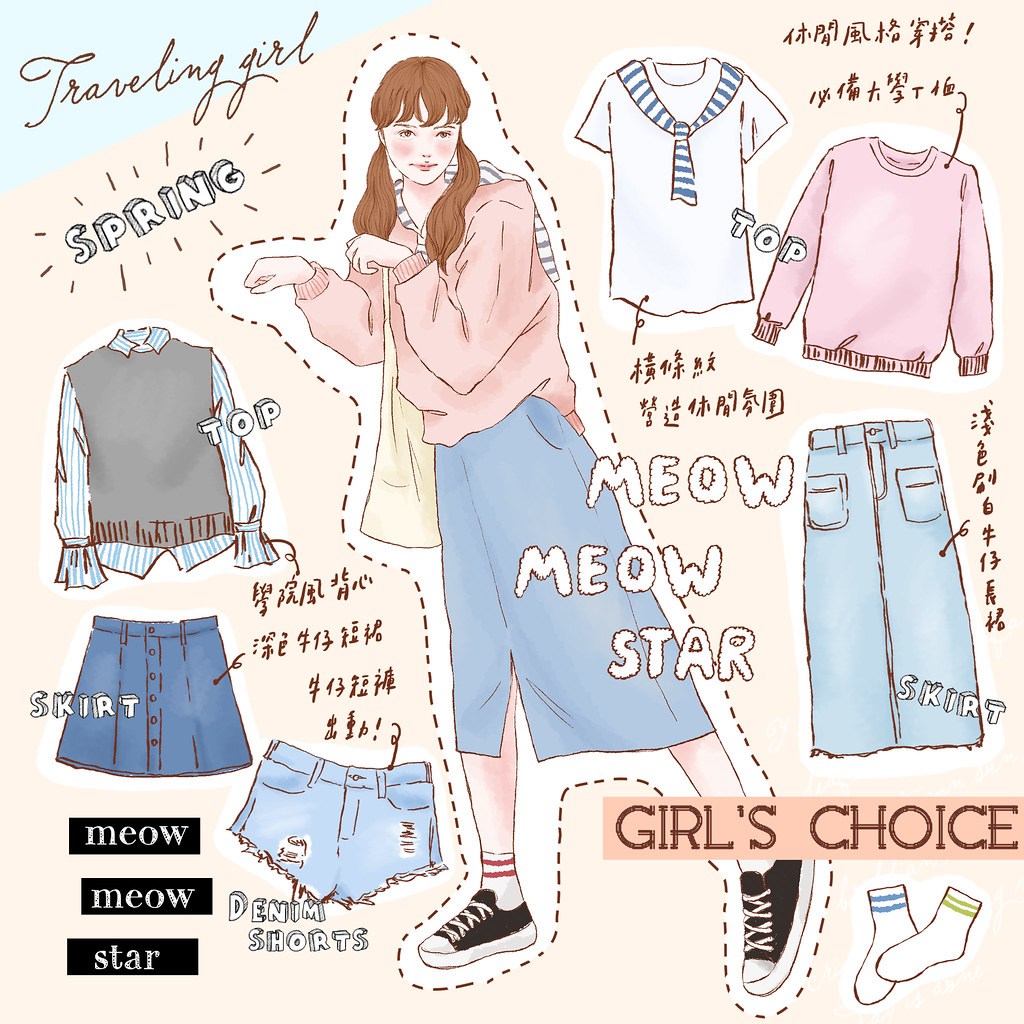 Traveling girl
SPRING
休閒風格穿搭!
必備大學T恤
TOP
橫條紋
營造休閒氛圍
TOP
淺色刷白牛仔長裙
MEOW
MEOW
STAR
學院風背心
深色牛仔短裙
牛仔短褲
出動!
SKIRT
SKIRT
GIRL'S CHOICE
meow
meow
star
DENIM
SHORTS